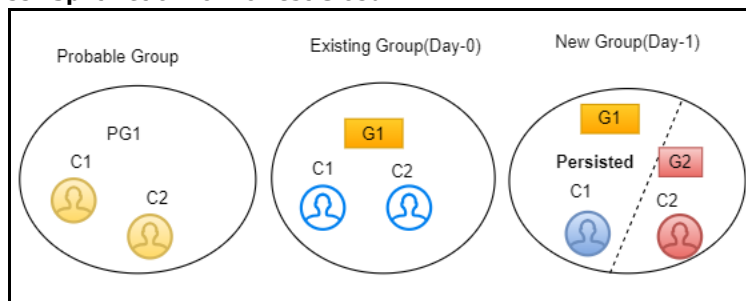 Probable Group
Existing Group(Day-0)
New Group(Day-1)
PG1
C1
C2
G1
C1
C2
G1
Persisted
G2
C1
C2